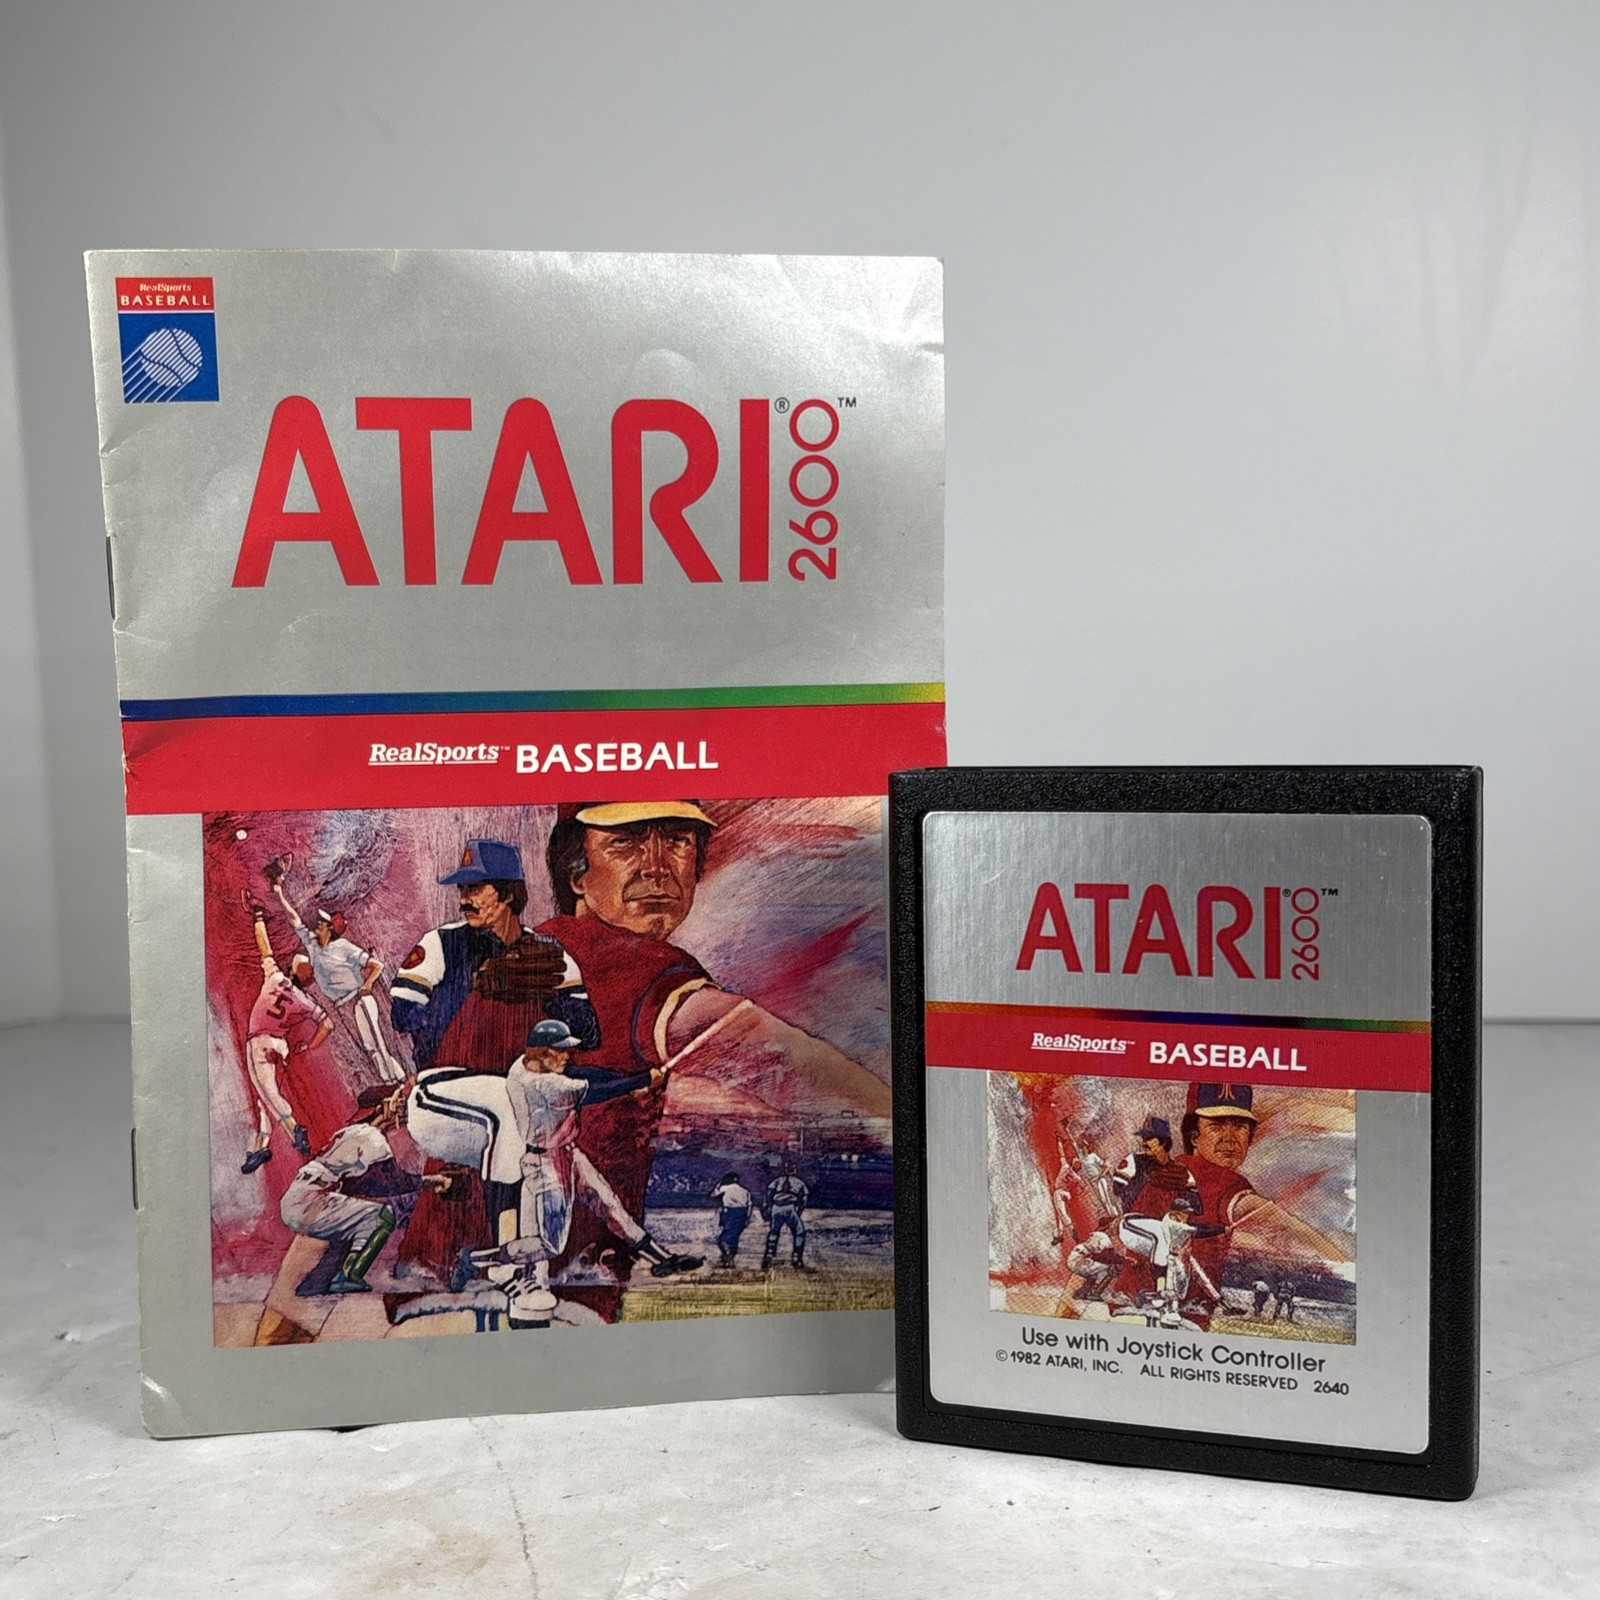 RealSports
BASEBALL
ATARI® 2600™
RealSports™ BASEBALL
5
ATARI® 2600™
RealSports™ BASEBALL
Use with Joystick Controller
© 1982 ATARI, INC. ALL RIGHTS RESERVED 2640